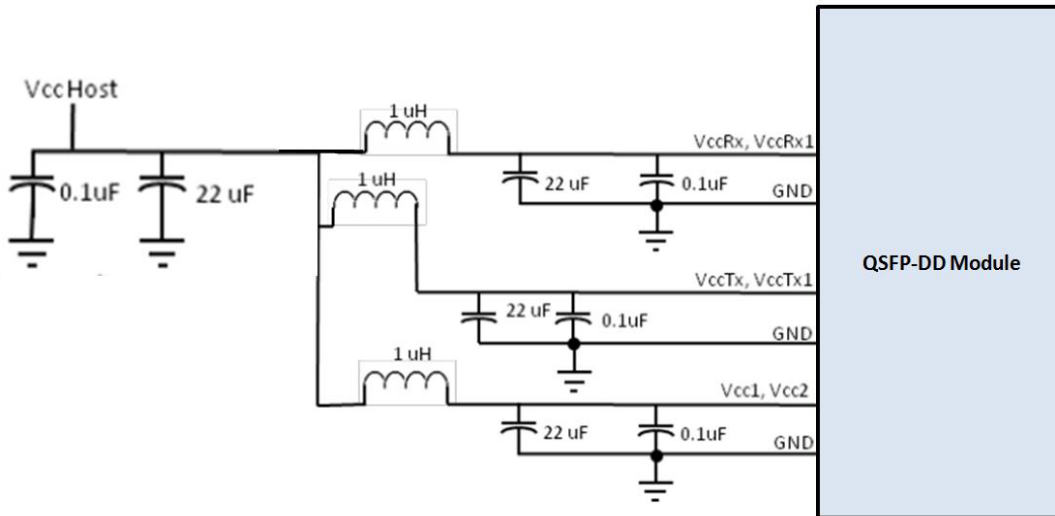 VccHost
0.1uF
22 uF
1 uH
VccRx, VccRx1
22 uF
0.1uF
GND
1 uH
QSFP-DD Module
VccTx, VccTx1
22 uF
0.1uF
GND
1 uH
Vcc1, Vcc2
22 uF
0.1uF
GND